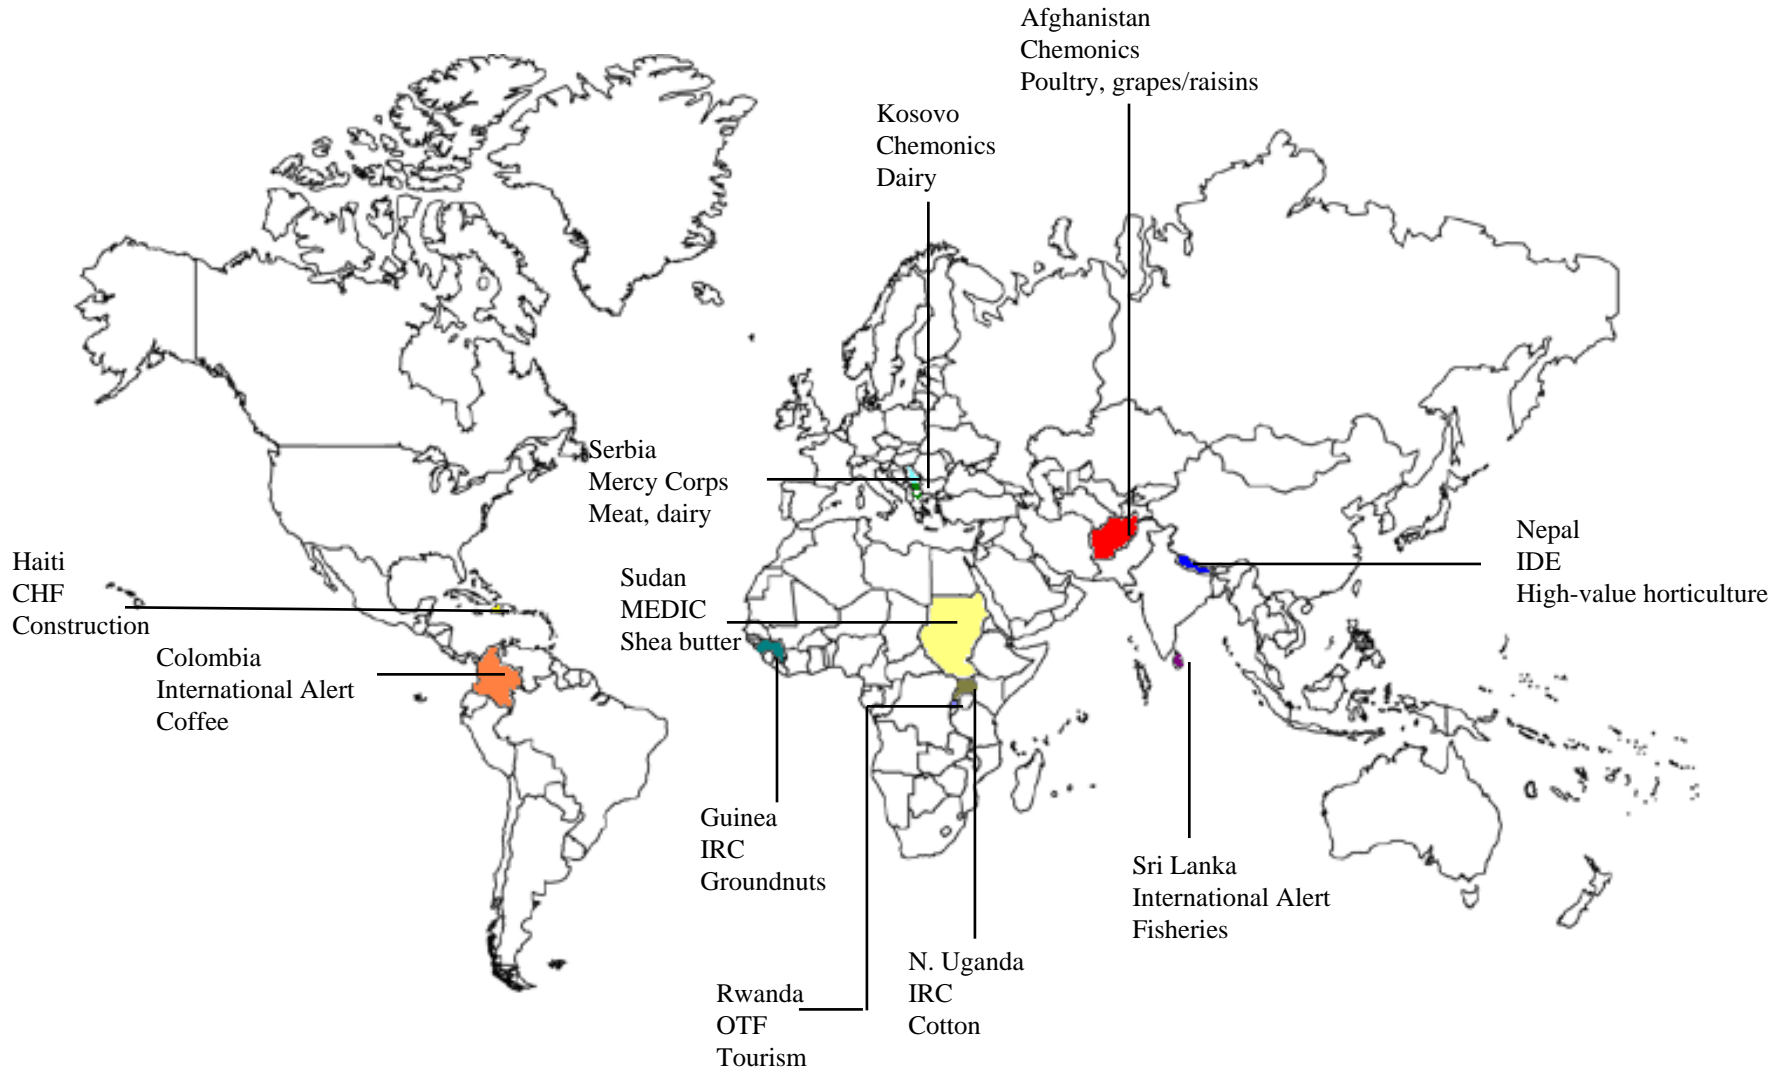 Afghanistan
Chemonics
Poultry, grapes/raisins
Kosovo
Chemonics
Dairy
Serbia
Mercy Corps
Meat, dairy
Nepal
IDE
High-value horticulture
Haiti
CHF
Construction
Sudan
MEDIC
Shea butter
Colombia
International Alert
Coffee
Guinea
IRC
Groundnuts
Sri Lanka
International Alert
Fisheries
N. Uganda
IRC
Cotton
Rwanda
OTF
Tourism